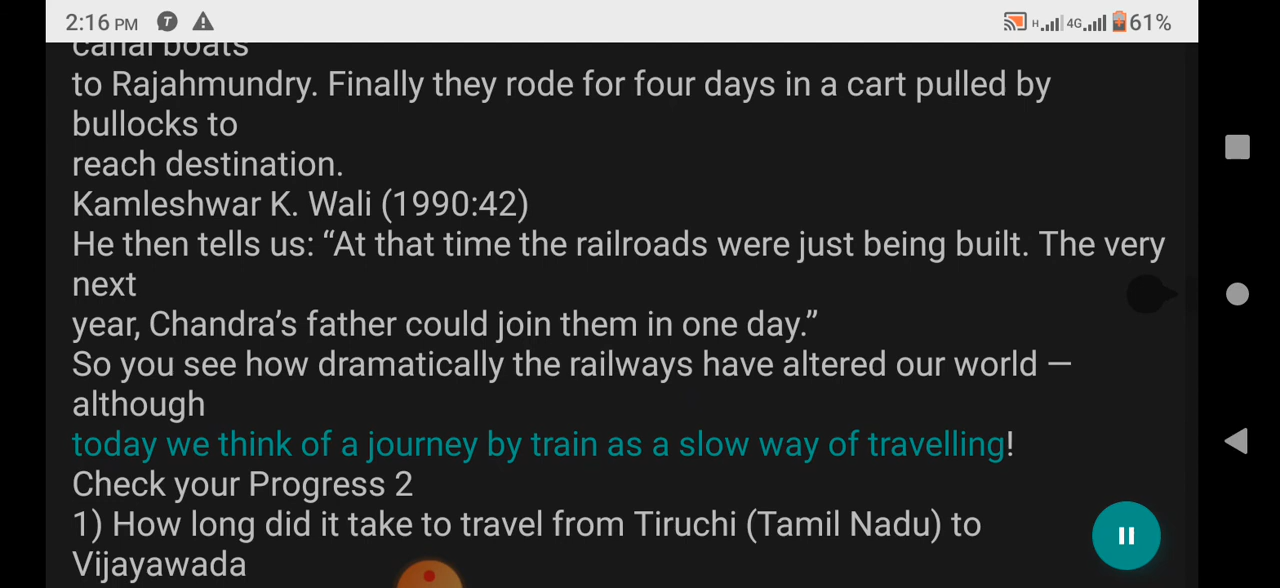 2:16 PM
H 4G 61%
canal boats
to Rajahmundry. Finally they rode for four days in a cart pulled by
bullocks to
reach destination.
Kamleshwar K. Wali (1990:42)
He then tells us: “At that time the railroads were just being built. The very
next
year, Chandra’s father could join them in one day.”
So you see how dramatically the railways have altered our world —
although
today we think of a journey by train as a slow way of travelling!
Check your Progress 2
1) How long did it take to travel from Tiruchi (Tamil Nadu) to
Vijayawada